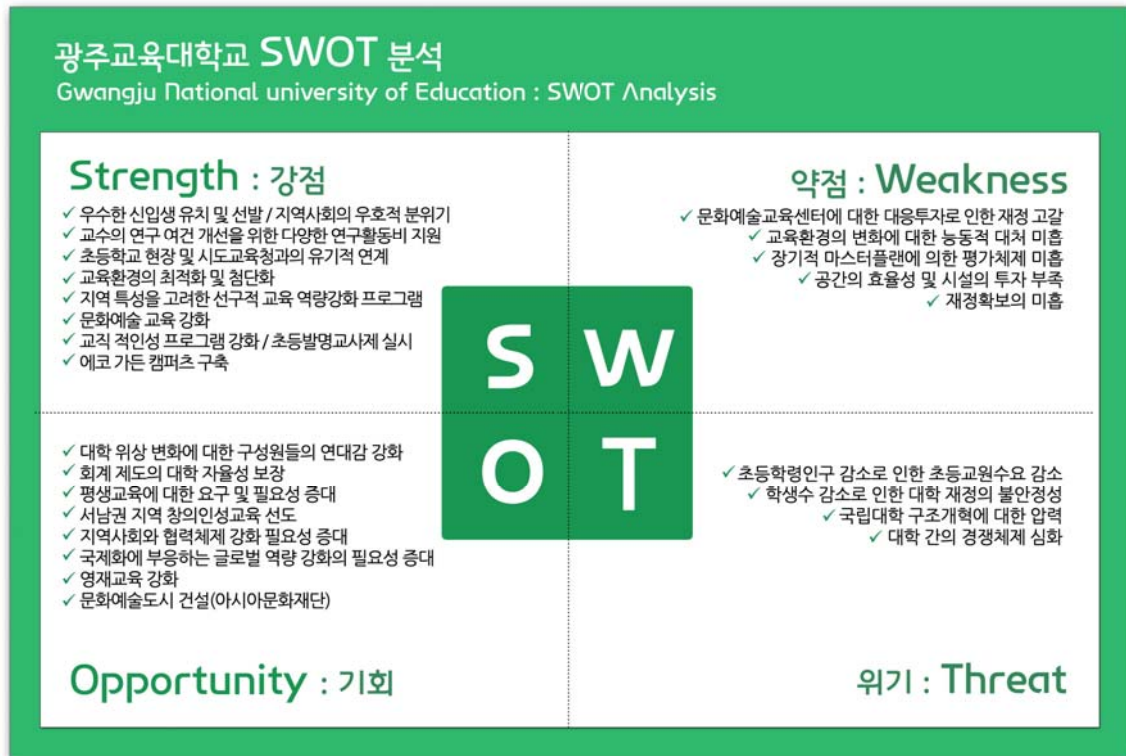 광주교육대학교 SWOT 분석
Gwangju National university of Education : SWOT Analysis
Strength : 강점
✓ 우수한 신입생 유치 및 선발 / 지역사회의 우호적 분위기
✓ 교수의 연구 여건 개선을 위한 다양한 연구활동비 지원
✓ 초등학교 현장 및 시도교육청과의 유기적 연계
✓ 교육환경의 최적화 및 첨단화
✓ 지역 특성을 고려한 선구적 교육 역량강화 프로그램
✓ 문화예술 교육 강화
✓ 교직 적인성 프로그램 강화 / 초등발명교사제 실시
✓ 에코 가든 캠퍼츠 구축
약점 : Weakness
✓ 문화예술교육센터에 대한 대응투자로 인한 재정 고갈
✓ 교육환경의 변화에 대한 능동적 대처 미흡
✓ 장기적 마스터플랜에 의한 평가체제 미흡
✓ 공간의 효율성 및 시설의 투자 부족
✓ 재정확보의 미흡
S W
O T
✓ 대학 위상 변화에 대한 구성원들의 연대감 강화
✓ 회계 제도의 대학 자율성 보장
✓ 평생교육에 대한 요구 및 필요성 증대
✓ 서남권 지역 창의인성교육 선도
✓ 지역사회와 협력체제 강화 필요성 증대
✓ 국제화에 부응하는 글로벌 역량 강화의 필요성 증대
✓ 영재교육 강화
✓ 문화예술도시 건설(아시아문화재단)
Opportunity : 기회
✓ 초등학령인구 감소로 인한 초등교원수요 감소
✓ 학생수 감소로 인한 대학 재정의 불안정성
✓ 국립대학 구조개혁에 대한 압력
✓ 대학 간의 경쟁체제 심화
위기 : Threat